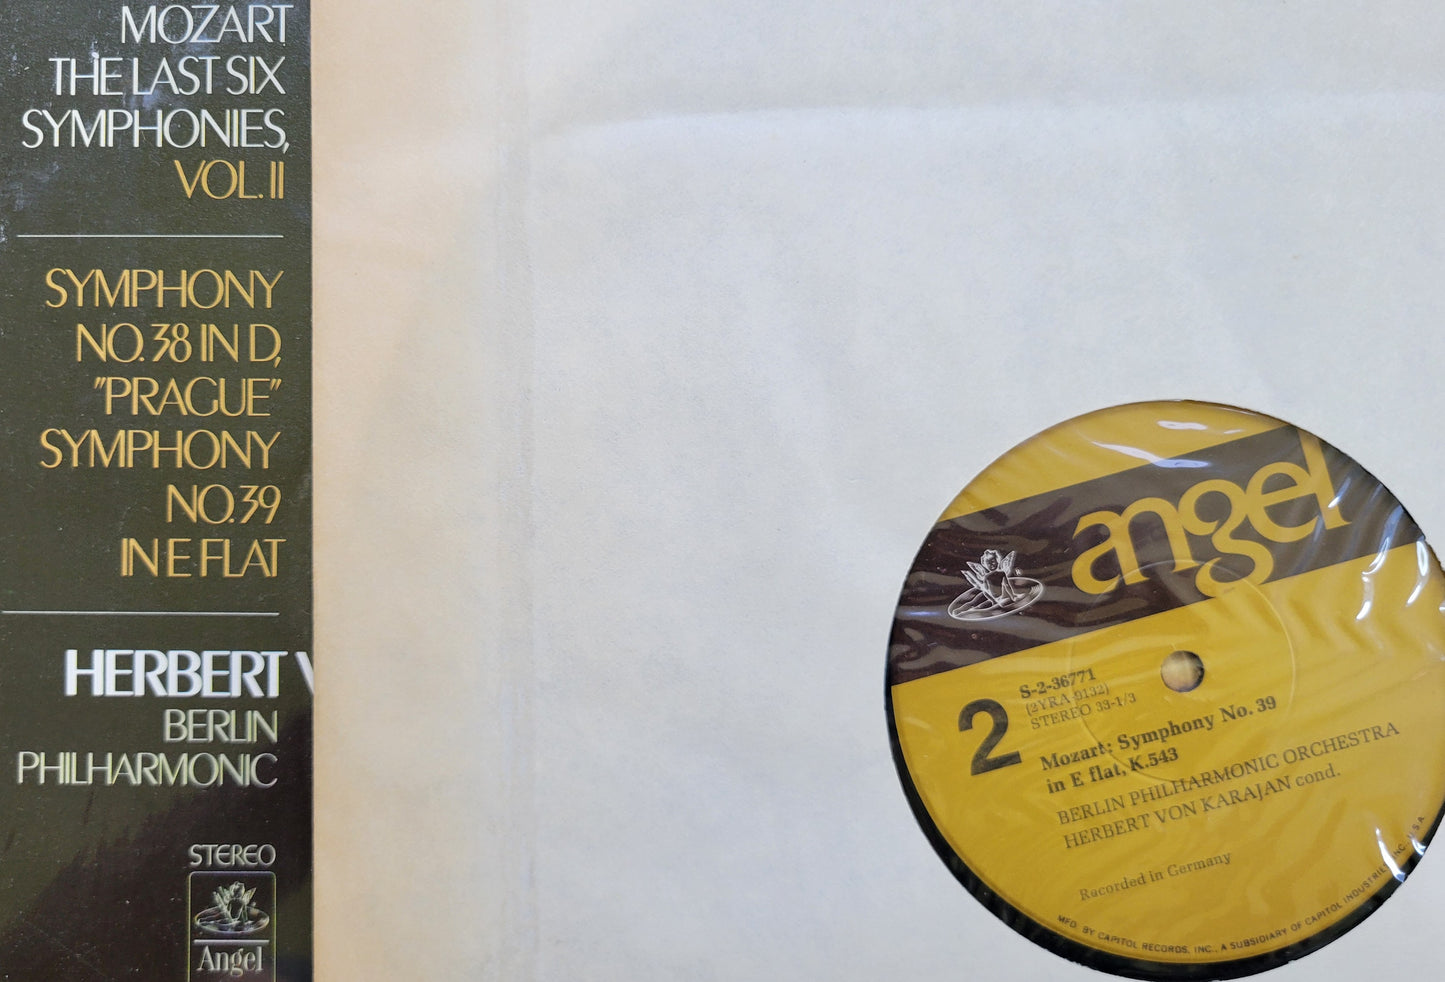 MOZART
THE LAST SIX
SYMPHONIES,
VOL. II
SYMPHONY
NO. 38 IN D,
"PRAGUE"
SYMPHONY
NO. 39
IN E FLAT
HERBERT V
BERLIN
PHILHARMONIC
STEREO
Angel
angel
2
S-2-36771
(2YRA-9132)
STEREO 33-1/3
Mozart: Symphony No. 39
in E flat, K.543
BERLIN PHILHARMONIC ORCHESTRA
HERBERT VON KARAJAN cond.
Recorded in Germany
MFD. BY CAPITOL RECORDS, INC., A SUBSIDIARY OF CAPITOL INDUSTRIES, INC., U.S.A.